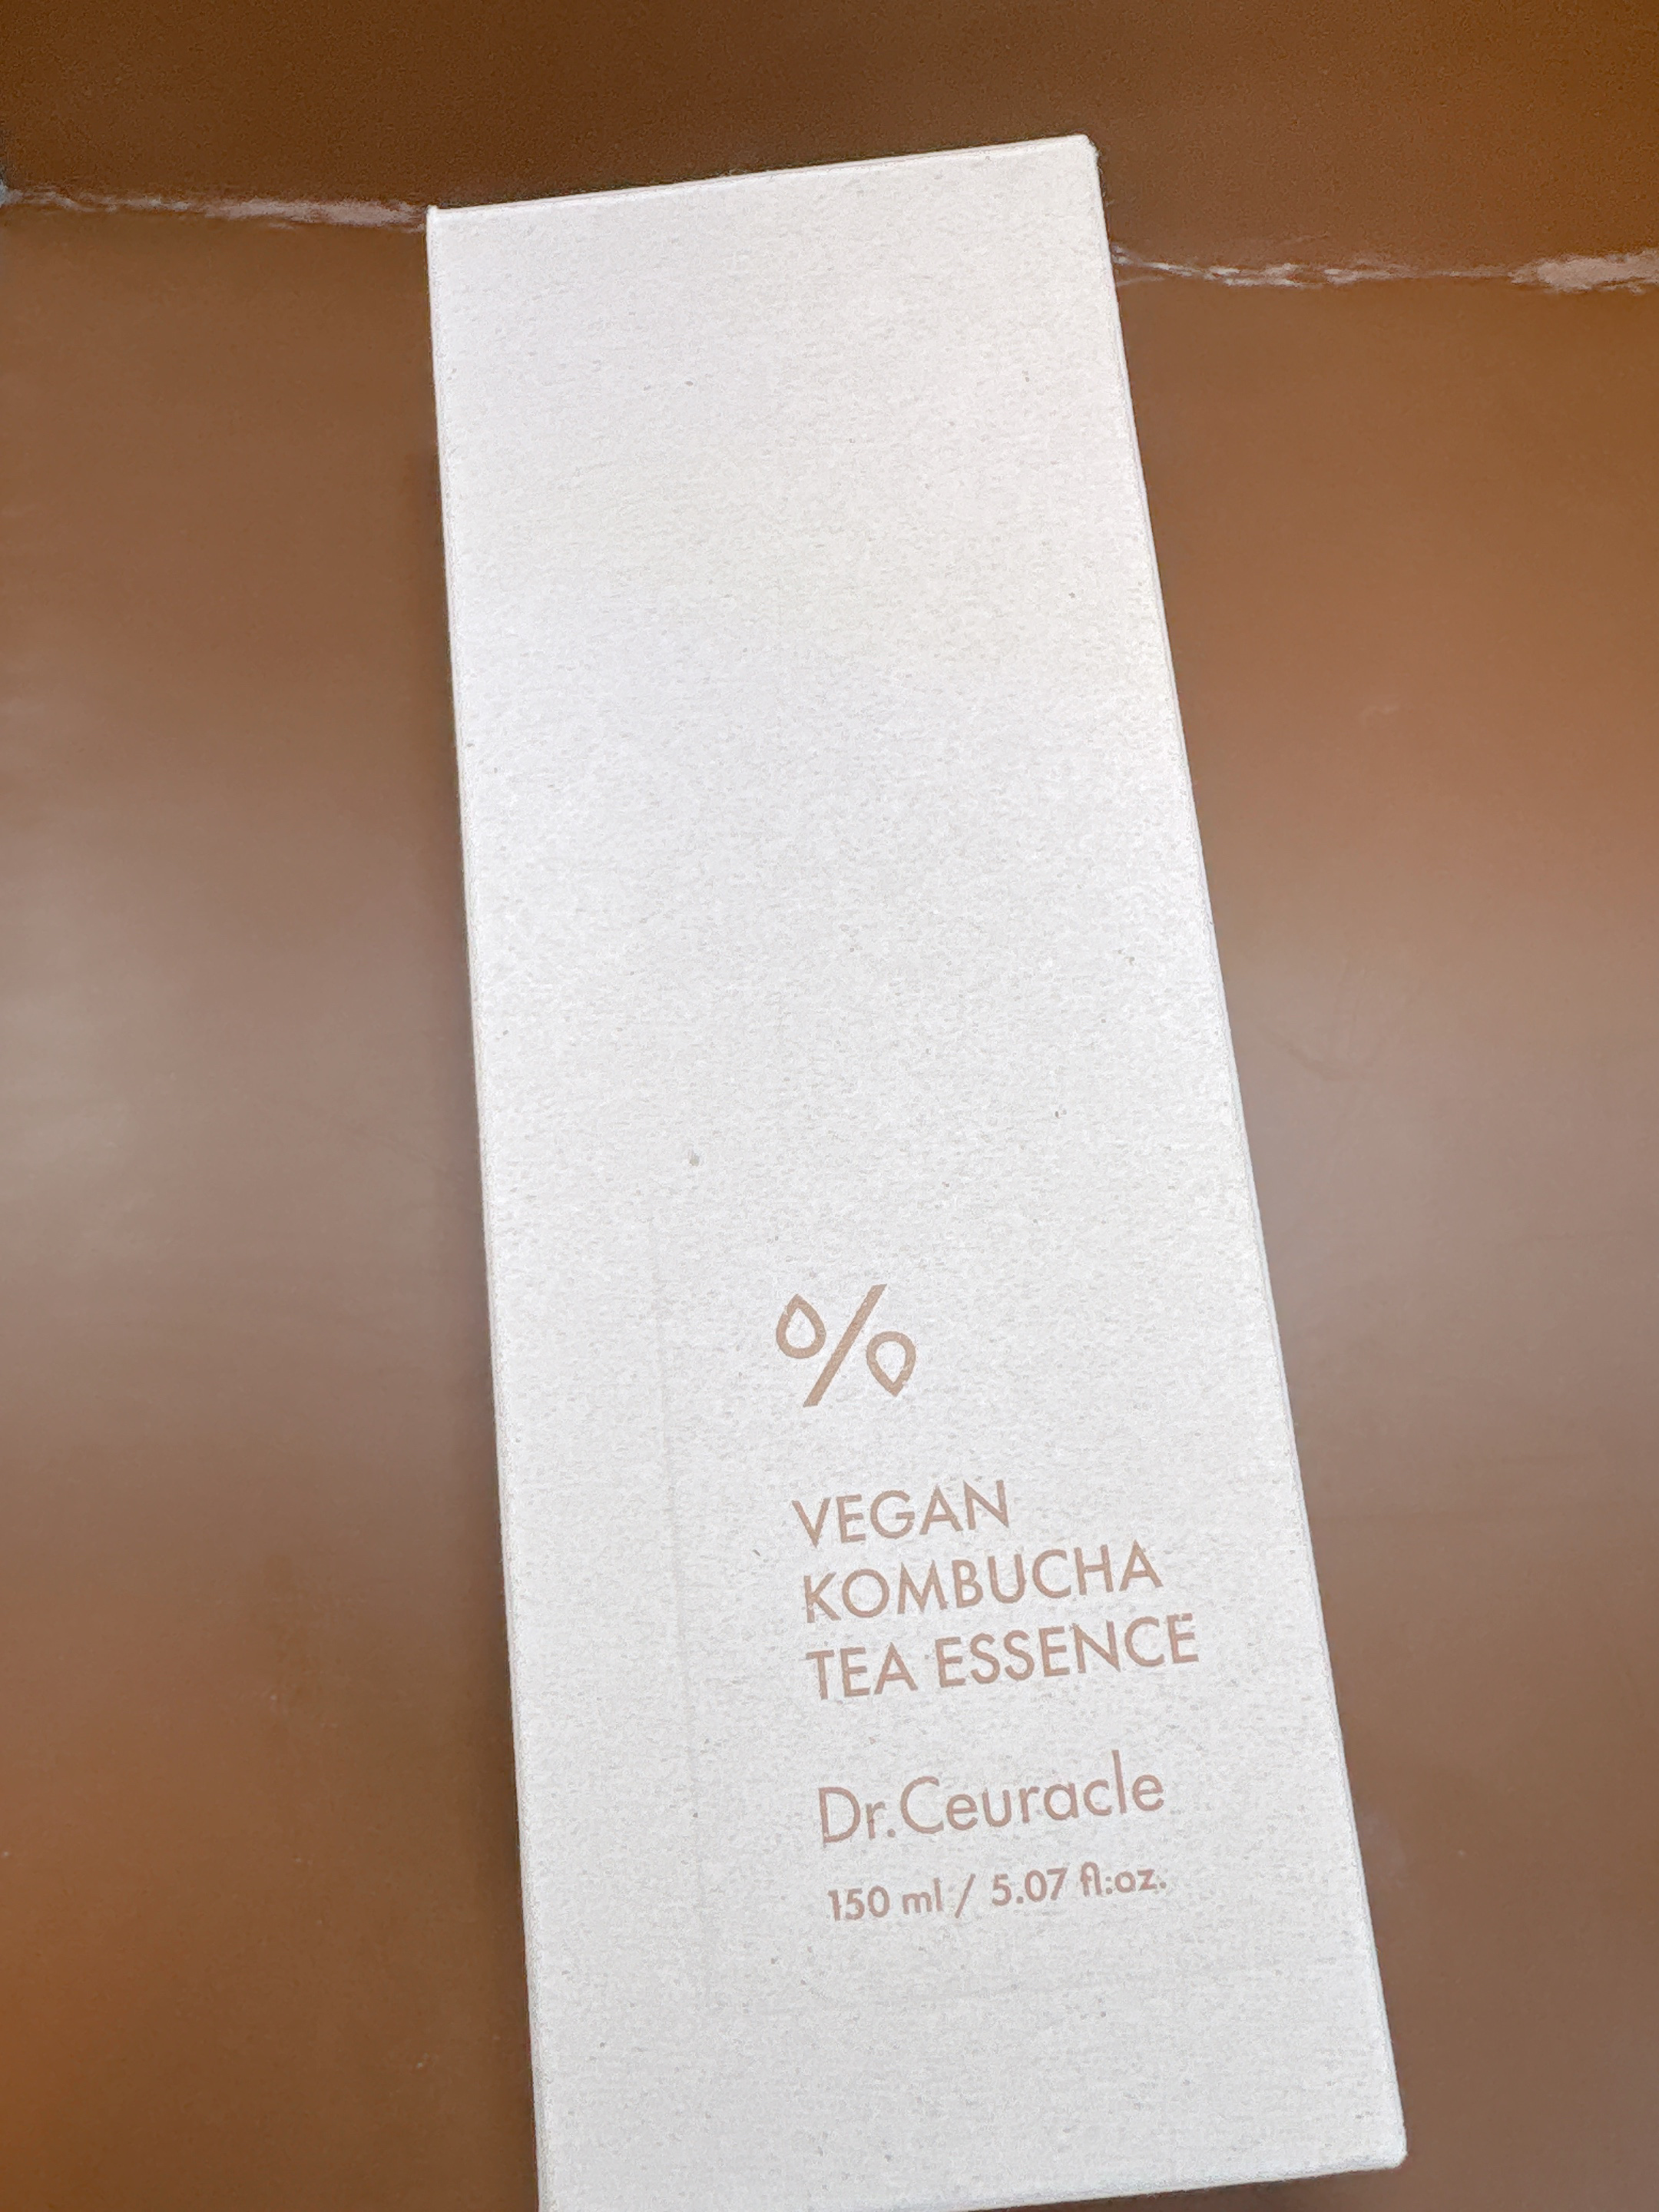 %
VEGAN
KOMBUCHA
TEA ESSENCE
Dr.Ceuracle
150 ml / 5.07 fl.oz.